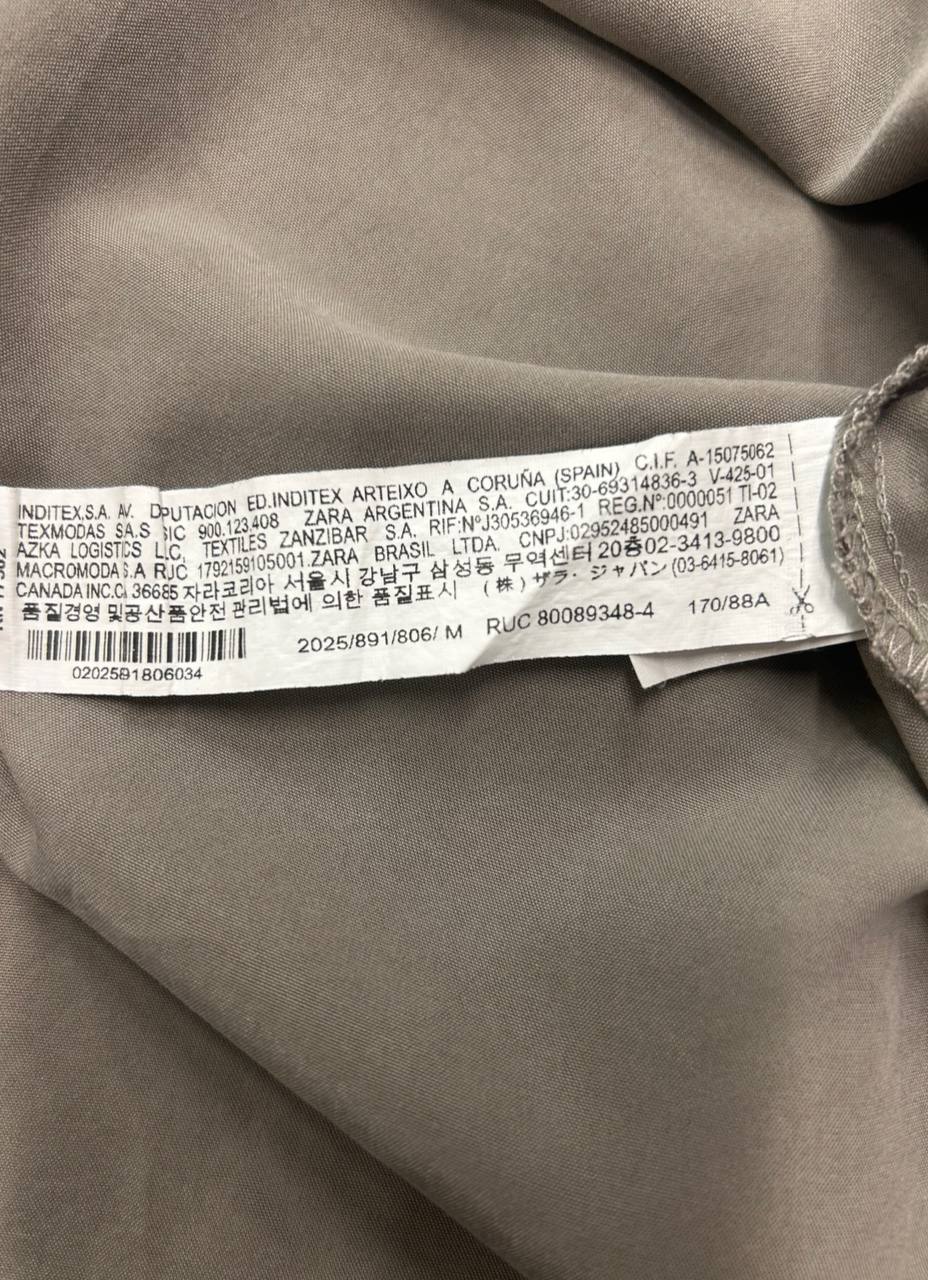 INDITEX,S.A. AV. DPUTACION ED.INDITEX ARTEIXO A CORUÑA (SPAIN) C.I.F. A-15075062
TEXMODAS SA.S SIC 900.123.408 ZARA ARGENTINA S.A. CUIT:30-69314836-3 V-425-01
AZKA LOGISTICS L.C. TEXTILES ZANZIBAR S.A. RIF:NºJ30536946-1 REG.Nº:0000051 TI-02
MACROMODA S.A RUC 1792159105001.ZARA BRASIL LTDA. CNPJ:02952485000491 ZARA
CANADA INC.CA 36685 자라코리아 서울시 강남구 삼성동 무역센터 20층02-3413-9800
품질경영 및공산품안전 관리법에 의한 품질표시 (株) ザラ・ジャパン (03-6415-8061)
2025/891/806/ M RUC 80089348-4 170/88A
0202591806034